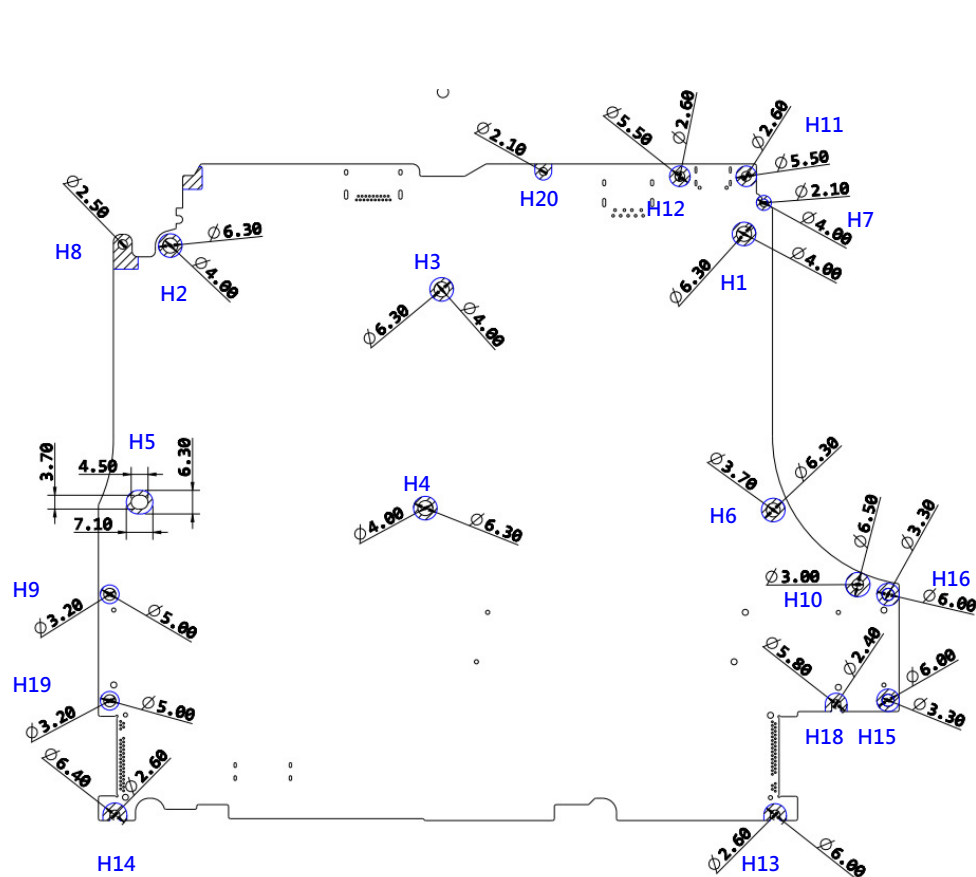 ∅2.60
∅5.50
∅2.60
H11
∅2.10
∅5.50
H20
H12
∅2.10
H7
∅4.00
∅2.50
H8
∅6.30
∅4.00
H2
H3
∅6.30
∅4.00
H1
∅6.30
∅4.00
H5
3.70
4.50
6.30
7.10
H4
∅4.00
∅6.30
∅3.70
∅6.30
H6
∅6.50
∅3.30
∅3.00
H10
H16
∅6.00
H9
∅3.20
∅5.00
H19
∅3.20
∅5.00
∅5.80
∅2.40
∅6.00
∅3.30
H18
H15
∅6.40
∅2.60
H14
∅2.60
H13
∅6.00